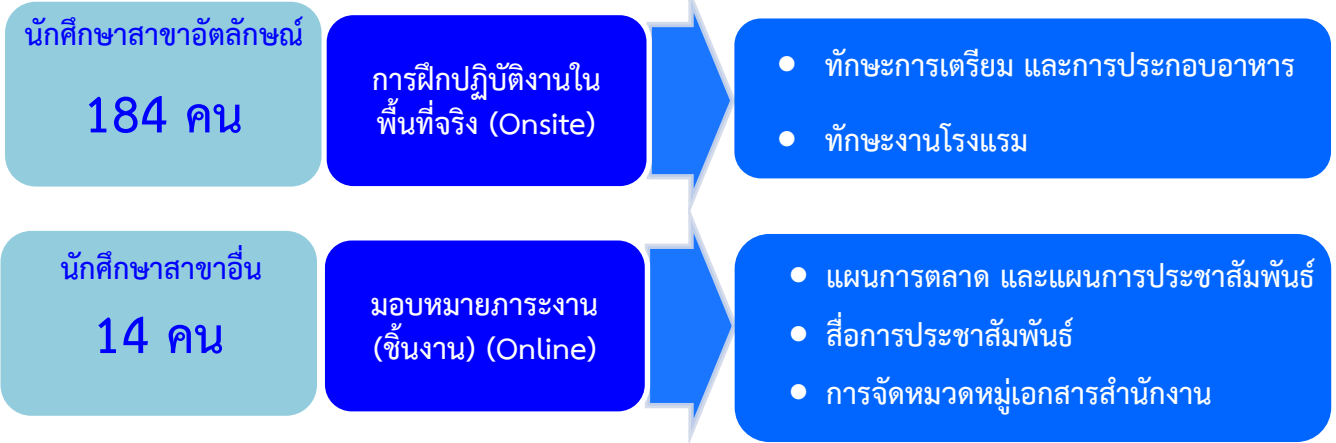 นักศึกษาสาขาอัตลักษณ์
184 คน
การฝึกปฏิบัติงานใน
พื้นที่จริง (Onsite)
ทักษะการเตรียม และการประกอบอาหาร
ทักษะงานโรงแรม
นักศึกษาสาขาอื่น
14 คน
มอบหมายภาระงาน
(ชิ้นงาน) (Online)
แผนการตลาด และแผนการประชาสัมพันธ์
สื่อการประชาสัมพันธ์
การจัดหมวดหมู่เอกสารสำนักงาน